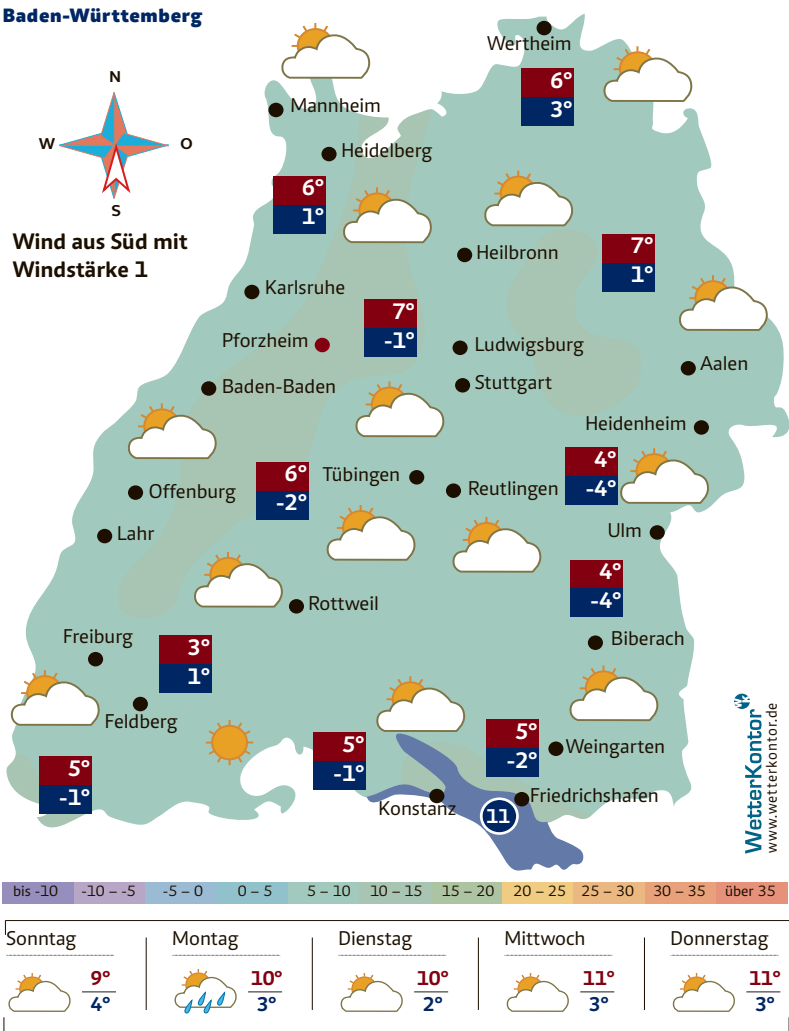 Baden-Württemberg
N
W
O
S
Wind aus Süd mit
Windstärke 1
Wertheim
6°
3°
Mannheim
Heidelberg
6°
1°
Heilbronn
7°
1°
Karlsruhe
7°
-1°
Pforzheim
Ludwigsburg
Aalen
Baden-Baden
Stuttgart
Heidenheim
4°
-4°
6°
-2°
Tübingen
Reutlingen
Offenburg
Lahr
Ulm
4°
-4°
Rottweil
Freiburg
Biberach
3°
1°
Feldberg
5°
-1°
5°
-2°
Weingarten
5°
-1°
Konstanz
11
Friedrichshafen
WetterKontor
www.wetterkontor.de
bis -10 -10 – -5 -5 – 0 0 – 5 5 – 10 10 – 15 15 – 20 20 – 25 25 – 30 30 – 35 über 35
Sonntag
9°
4°
Montag
10°
3°
Dienstag
10°
2°
Mittwoch
11°
3°
Donnerstag
11°
3°